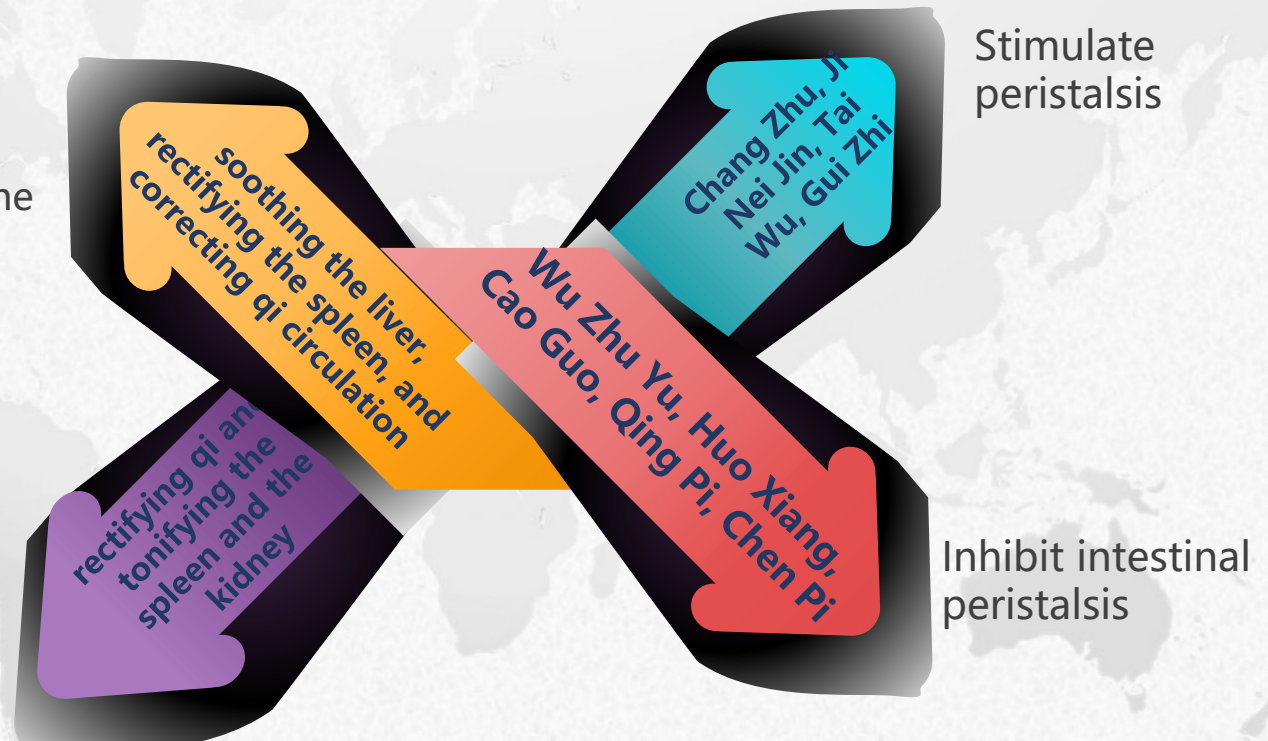 soothing the liver,
rectifying the spleen, and
correcting qi circulation
Chang Zhu, Ji
Nei Jin, Tai
Wu, Gui Zhi
Stimulate
peristalsis
rectifying qi and
tonifying the
spleen and the
kidney
Wu Zhu Yu, Huo Xiang,
Cao Guo, Qing Pi, Chen Pi
Inhibit intestinal
peristalsis